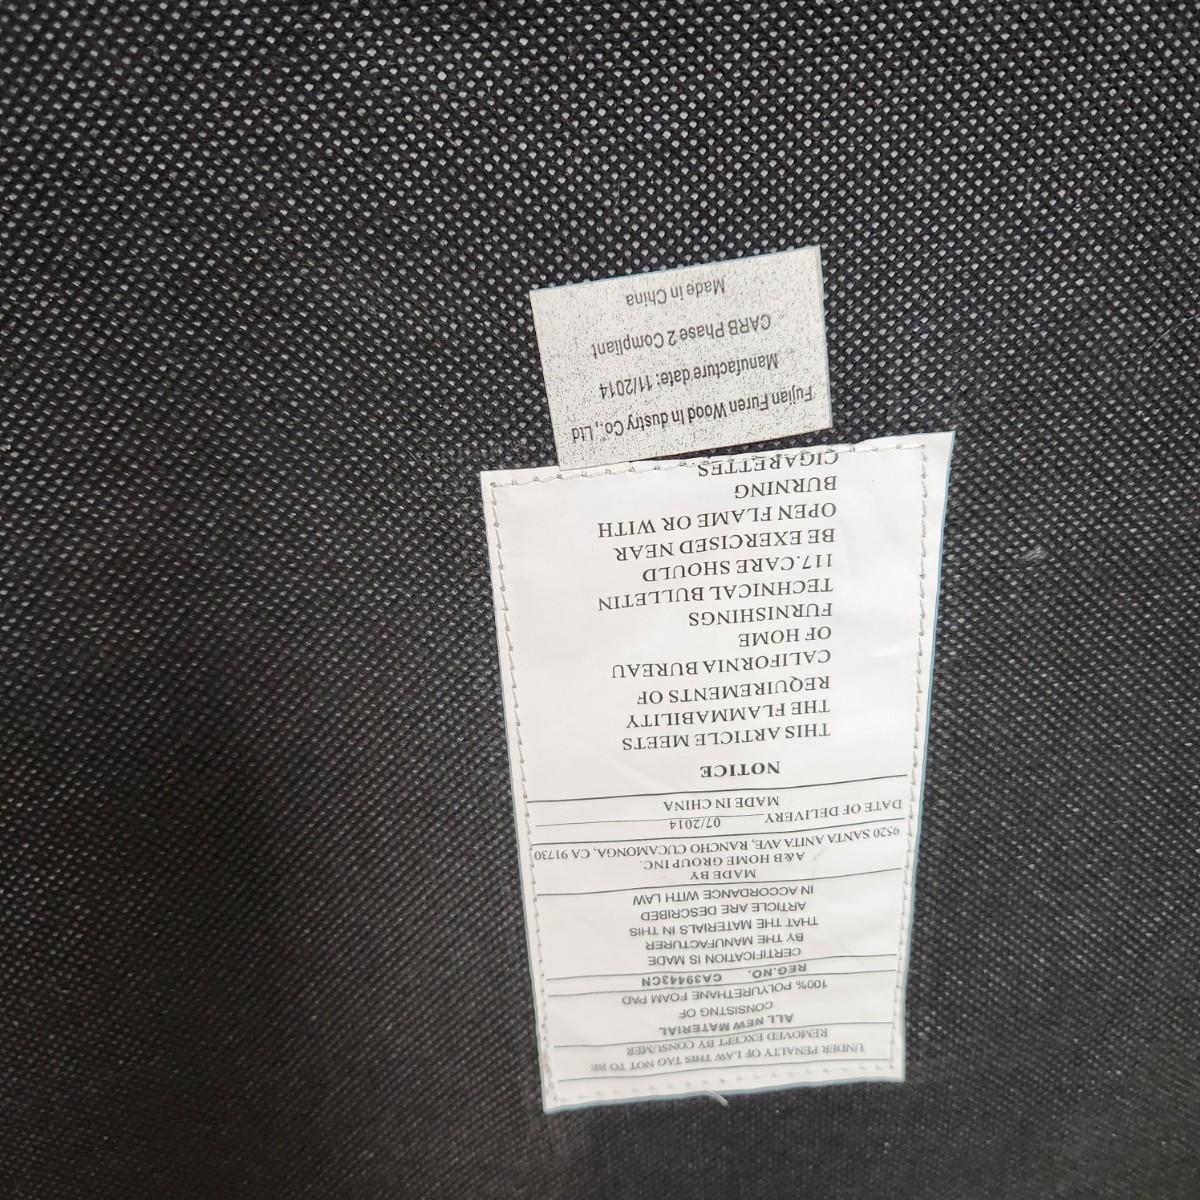 UNDER PENALTY OF LAW THIS TAG NOT TO BE
REMOVED EXCEPT BY CONSUMER
ALL NEW MATERIAL
CONSISTNG OF
100% POLYURETHANE FOAM PAD
REG.NO. CA39443CN
CERTIFICATION IS MADE
BY THE MANUFACTURER
THAT THE MATERIALS IN THIS
ARTICLE ARE DESCRIBED
IN ACCORDANCE WITH LAW
MADE BY
A&B HOME GROUP INC.
9520 SANTA ANITA AVE, RANCHO CUCAMONGA, CA 91730
DATE OF DELIVERY 07/2014
MADE IN CHINA
NOTICE
THIS ARTICLE MEETS
THE FLAMMABILITY
REQUIREMENTS OF
CALIFORNIA BUREAU
OF HOME
FURNISHINGS
TECHNICAL BULLETIN
117.CARE SHOULD
BE EXERCISED NEAR
OPEN FLAME OR WITH
BURNING
CIGARETTES.
Fujian Furen Wood In dustry Co., Ltd
Manufacture date: 11/2014
CARB Phase 2 Compliant
Made in China